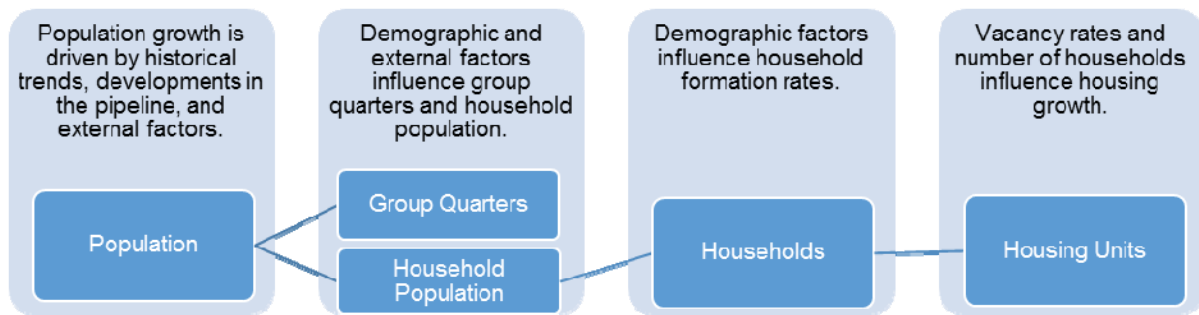 Population growth is
driven by historical
trends, developments in
the pipeline, and
external factors.
Population
Demographic and
external factors
influence group
quarters and household
population.
Group Quarters
Household
Population
Demographic factors
influence household
formation rates.
Households
Vacancy rates and
number of households
influence housing
growth.
Housing Units